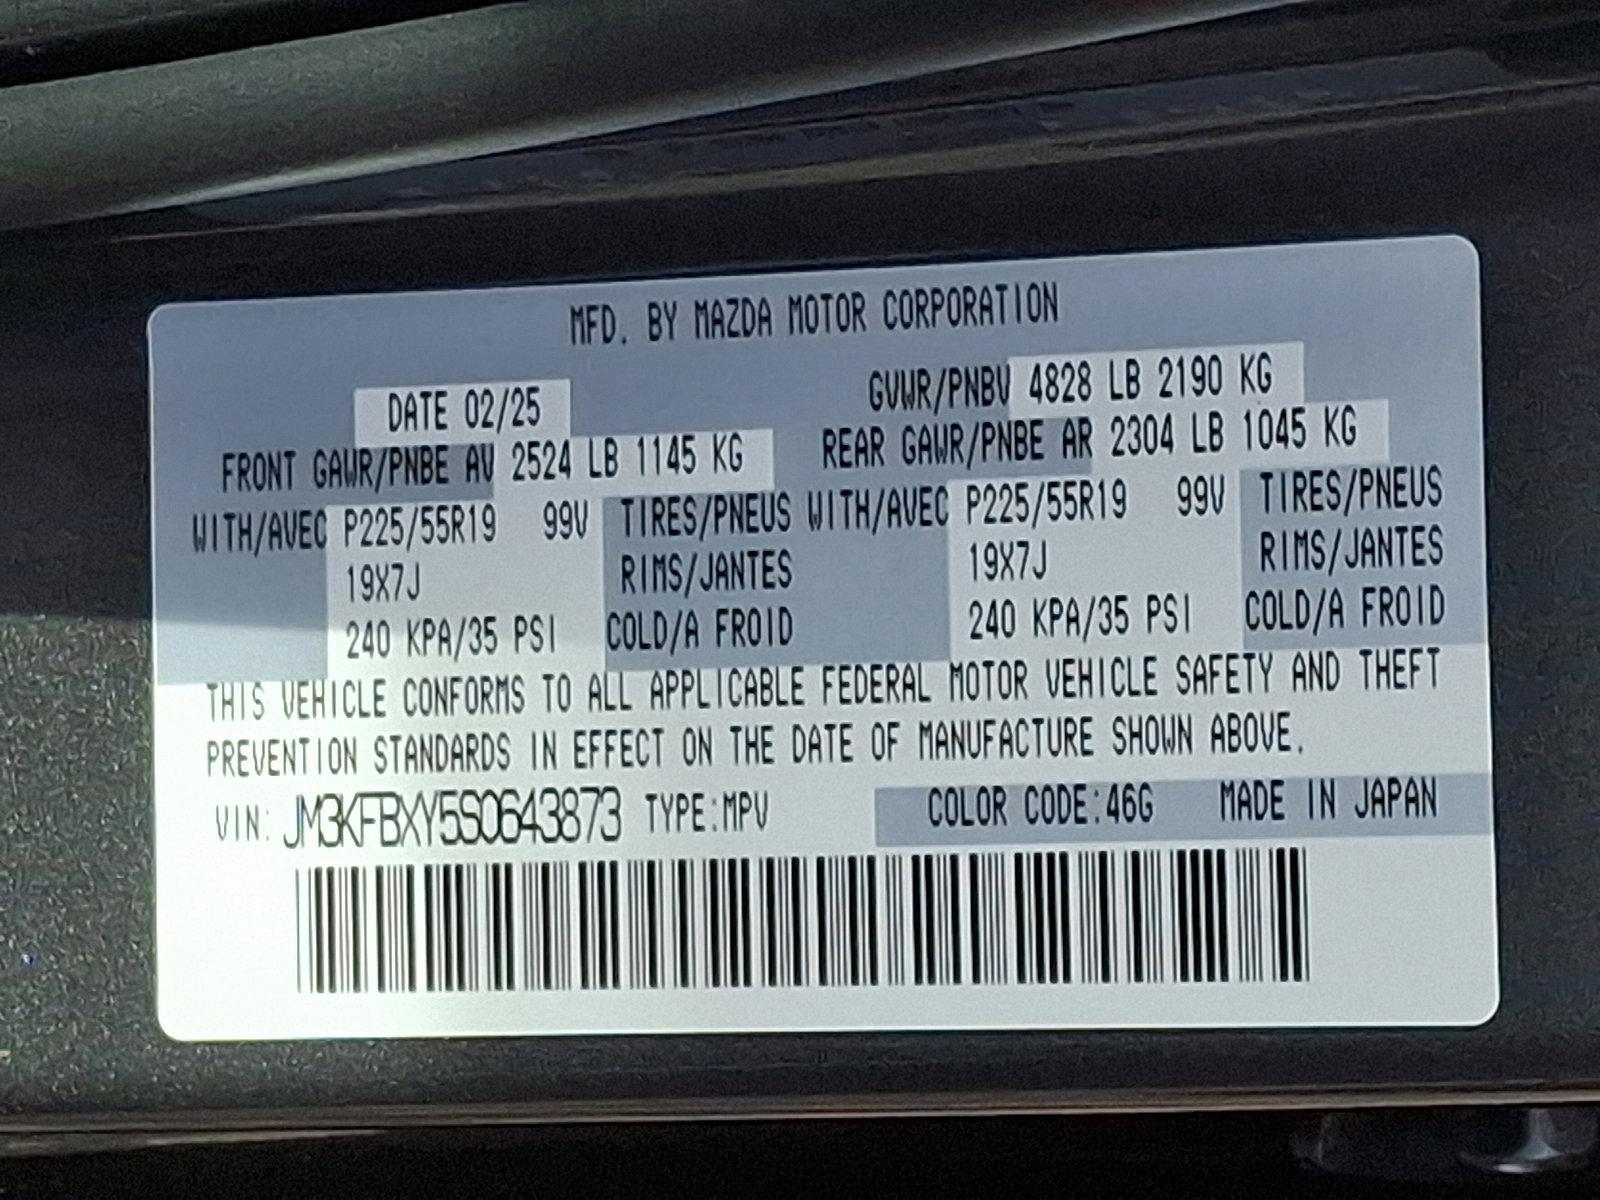 MFD. BY MAZDA MOTOR CORPORATION
DATE 02/25 GVWR/PNBV 4828 LB 2190 KG
FRONT GAWR/PNBE AV 2524 LB 1145 KG REAR GAWR/PNBE AR 2304 LB 1045 KG
WITH/AVEC P225/55R19 99V TIRES/PNEUS WITH/AVEC P225/55R19 99V TIRES/PNEUS
19X7J RIMS/JANTES 19X7J RIMS/JANTES
240 KPA/35 PSI COLD/A FROID 240 KPA/35 PSI COLD/A FROID
THIS VEHICLE CONFORMS TO ALL APPLICABLE FEDERAL MOTOR VEHICLE SAFETY AND THEFT
PREVENTION STANDARDS IN EFFECT ON THE DATE OF MANUFACTURE SHOWN ABOVE.
VIN: JM3KFBXY5S0643873 TYPE:MPV COLOR CODE:46G MADE IN JAPAN